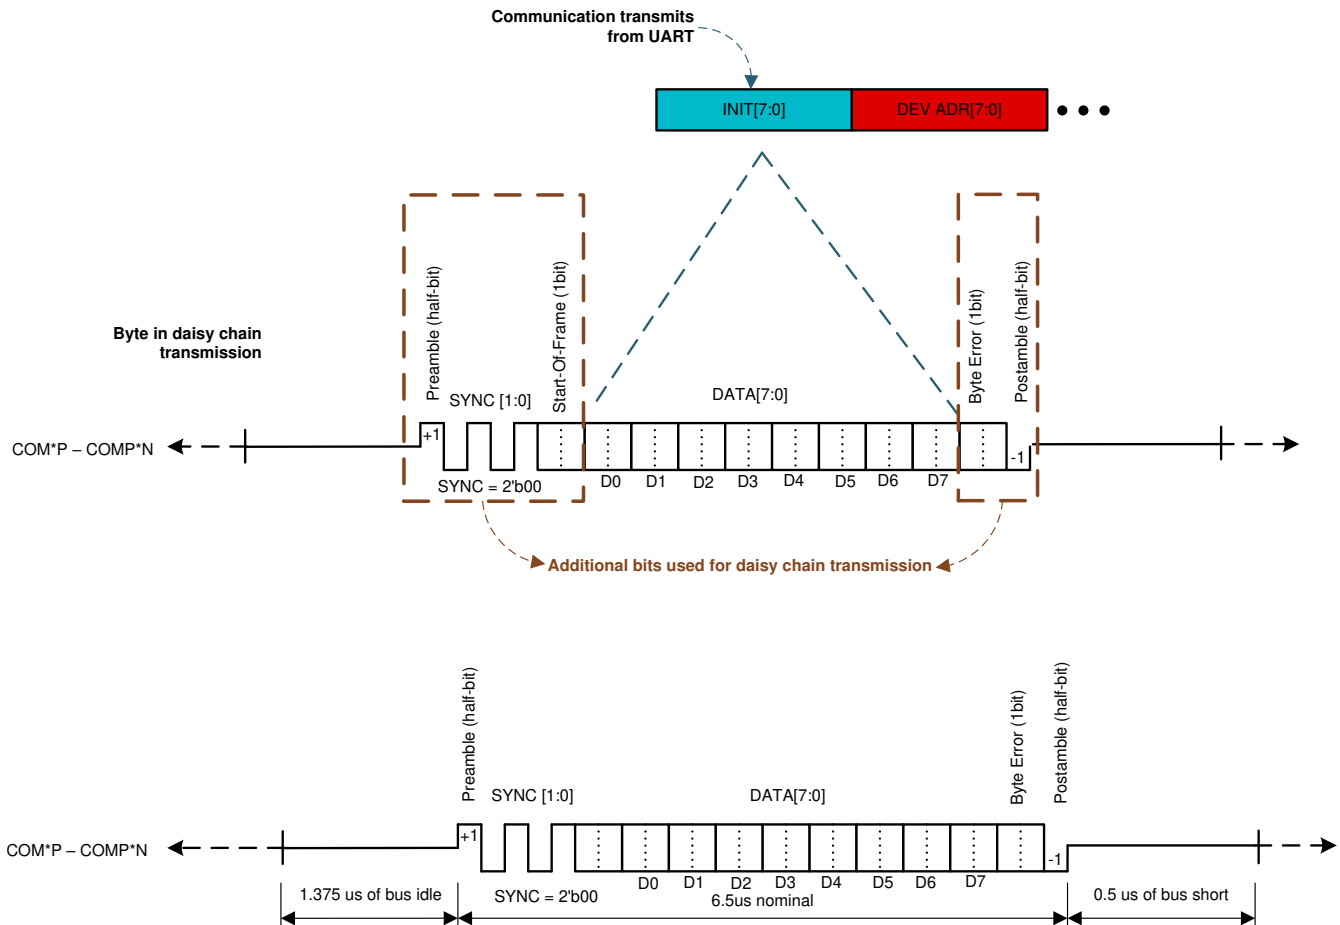 Communication transmits
from UART
INIT[7:0]
DEV ADR[7:0]
Byte in daisy chain
transmission
Preamble (half-bit)
SYNC [1:0]
Start-Of-Frame (1bit)
DATA[7:0]
Byte Error (1bit)
Postamble (half-bit)
COM*P – COMP*N
+1
-1
SYNC = 2'b00
D0 D1 D2 D3 D4 D5 D6 D7
Additional bits used for daisy chain transmission
Preamble (half-bit)
SYNC [1:0]
DATA[7:0]
Byte Error (1bit)
Postamble (half-bit)
COM*P – COMP*N
+1
-1
D0 D1 D2 D3 D4 D5 D6 D7
1.375 us of bus idle
SYNC = 2'b00
6.5us nominal
0.5 us of bus short